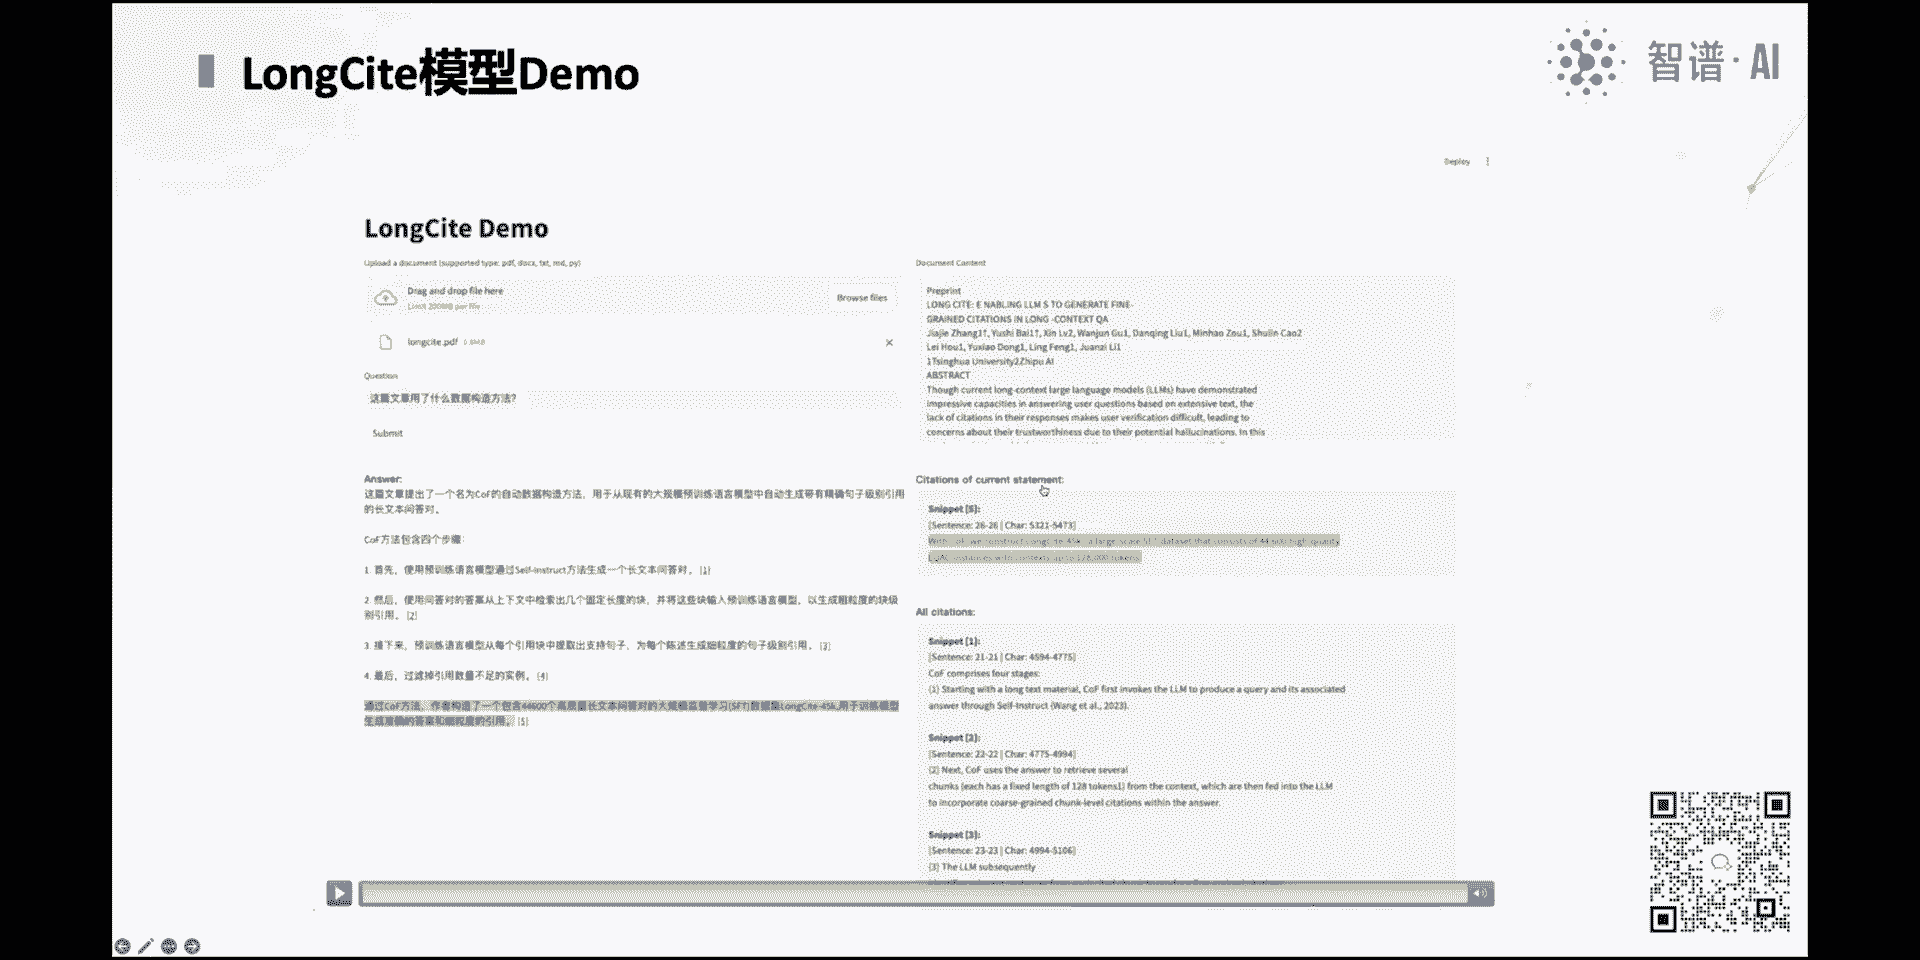 LongCite模型Demo
智谱·AI
Deploy
LongCite Demo
Upload a document (supported type: pdf, docx, txt, md, py)
Drag and drop file here
Limit 200MB per file
Browse files
longcite.pdf
Question
这篇文章用了什么数据构造方法?
Submit
Answer:
这篇文章提出了一个名为CoF的自动数据构造方法，用于从现有的大规模预训练语言模型中自动生成带有精确句子级别引用
的长文本问答对。
CoF方法包含四个步骤:
1. 首先，使用预训练语言模型通过Self-Instruct方法生成一个长文本问答对。[1]
2. 然后，使用问答对的答案从上下文中检索出几个固定长度的块，并将这些块输入预训练语言模型，以生成粗粒度的块级
别引用。[2]
3. 接下来，预训练语言模型从每个引用块中提取出支持句子，为每个陈述生成细粒度的句子级别引用。[3]
4. 最后，过滤掉引用数量不足的实例。[4]
通过CoF方法，作者构造了一个包含44600个高质量长文本问答对的大规模监督学习(SFT)数据集LongCite-45k,用于训练模型
生成准确的答案和细粒度的引用。[5]
Document Content
Preprint
LONG CITE: E NABLING LLM S TO GENERATE FINE-
GRAINED CITATIONS IN LONG -CONTEXT QA
Jiajie Zhang1†, Yushi Bai1†, Xin Lv2, Wanjun Gu1, Danqing Liu1, Minhao Zou1, Shulin Cao2
Lei Hou1, Yuxiao Dong1, Ling Feng1, Juanzi Li1
1Tsinghua University2Zhipu AI
ABSTRACT
Though current long-context large language models (LLMs) have demonstrated
impressive capacities in answering user questions based on extensive text, the
lack of citations in their responses makes user verification difficult, leading to
concerns about their trustworthiness due to their potential hallucinations. In this
Citations of current statement:
Snippet [5]:
[Sentence: 26-26 | Char: 5321-5473]
With CoF, we construct LongCite-45k, a large-scale SFT dataset that consists of 44,600 high-quality
LQAC instances with contexts up to 128,000 tokens.
All citations:
Snippet [1]:
[Sentence: 21-21 | Char: 4594-4775]
CoF comprises four stages:
(1) Starting with a long text material, CoF first invokes the LLM to produce a query and its associated
answer through Self-Instruct (Wang et al., 2023).
Snippet [2]:
[Sentence: 22-22 | Char: 4775-4994]
(2) Next, CoF uses the answer to retrieve several
chunks (each has a fixed length of 128 tokens1) from the context, which are then fed into the LLM
to incorporate coarse-grained chunk-level citations within the answer.
Snippet [3]:
[Sentence: 23-23 | Char: 4994-5106]
(3) The LLM subsequently